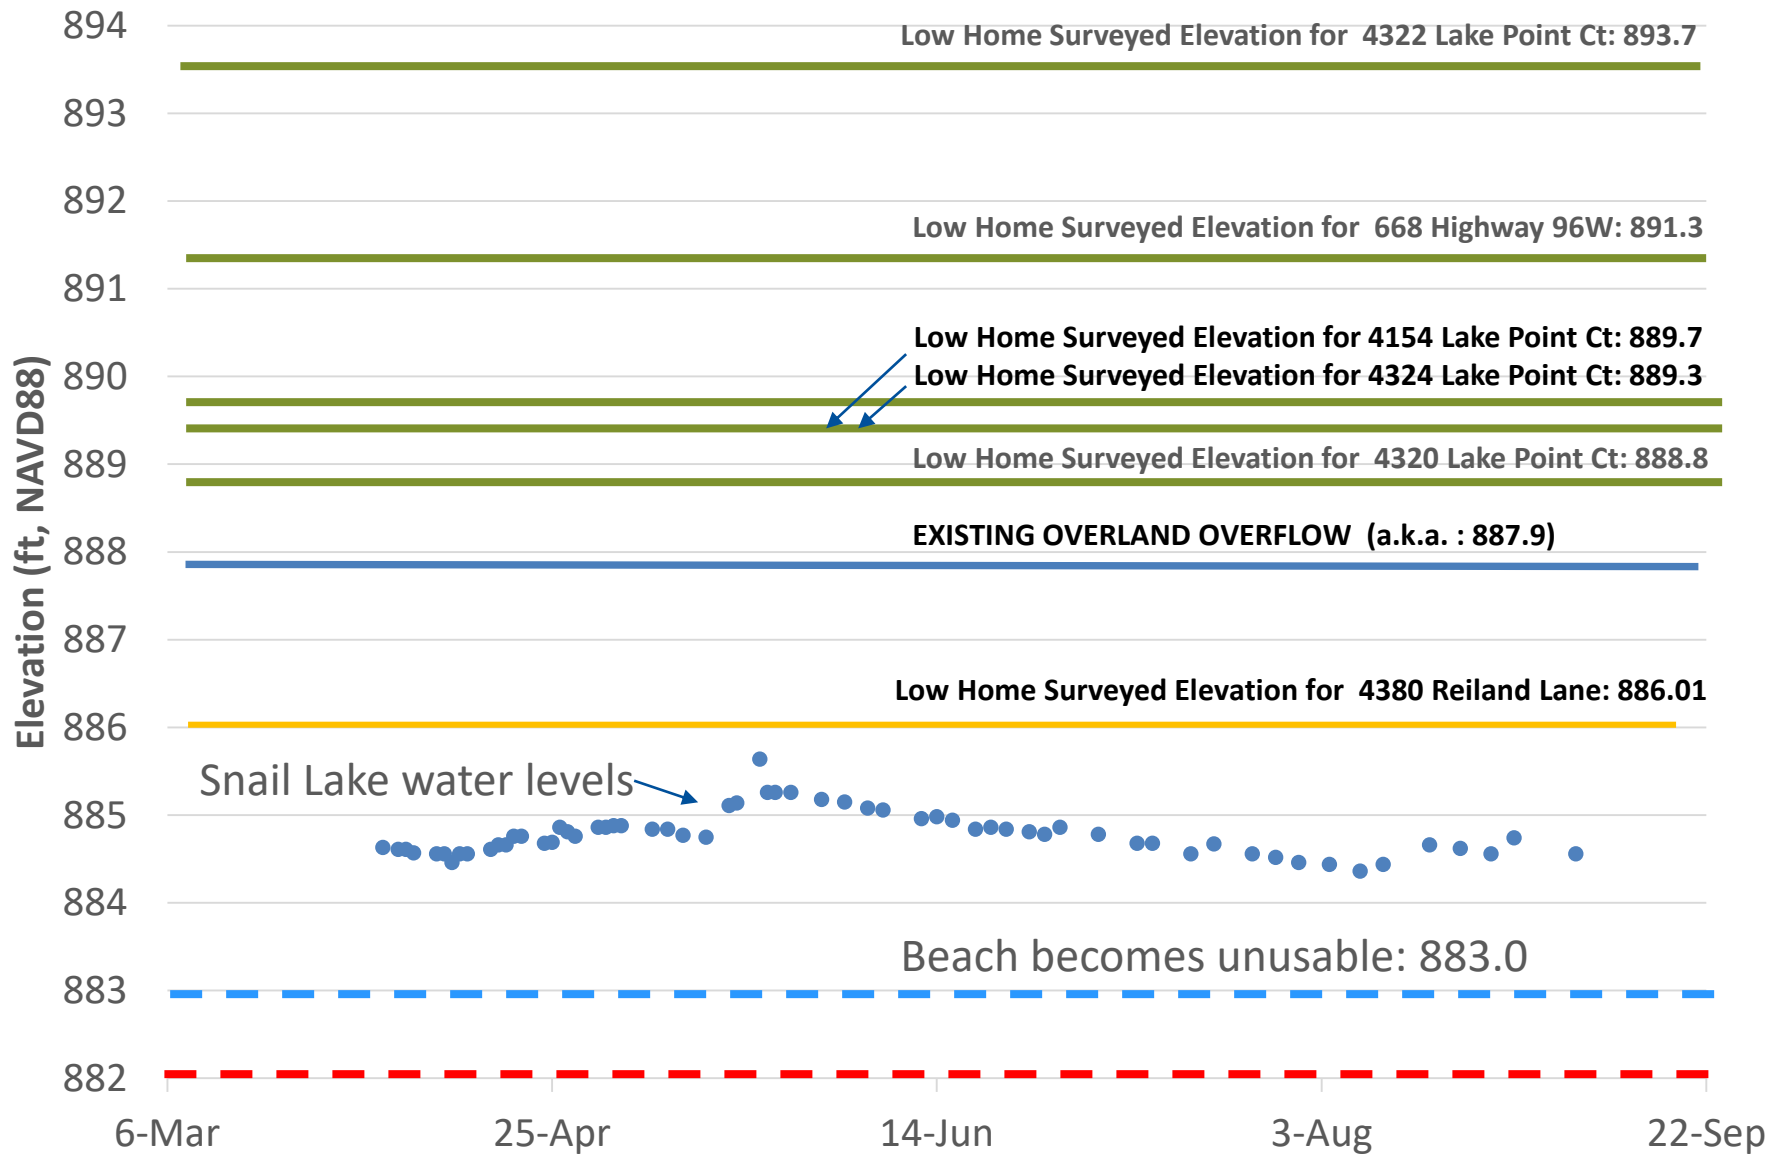 894
Low Home Surveyed Elevation for 4322 Lake Point Ct: 893.7
893
892
Low Home Surveyed Elevation for 668 Highway 96W: 891.3
891
Low Home Surveyed Elevation for 4154 Lake Point Ct: 889.7
890
Low Home Surveyed Elevation for 4324 Lake Point Ct: 889.3
889
Low Home Surveyed Elevation for 4320 Lake Point Ct: 888.8
EXISTING OVERLAND OVERFLOW (a.k.a. : 887.9)
888
887
Low Home Surveyed Elevation for 4380 Reiland Lane: 886.01
886
Snail Lake water levels
885
884
Beach becomes unusable: 883.0
883
882
Elevation (ft, NAVD88)
6-Mar 25-Apr 14-Jun 3-Aug 22-Sep